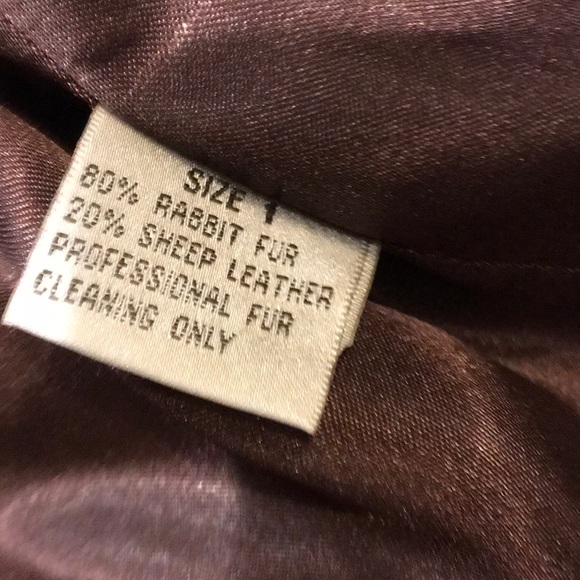 SIZE 1
80% RABBIT FUR
20% SHEEP LEATHER
PROFESSIONAL FUR
CLEANING ONLY